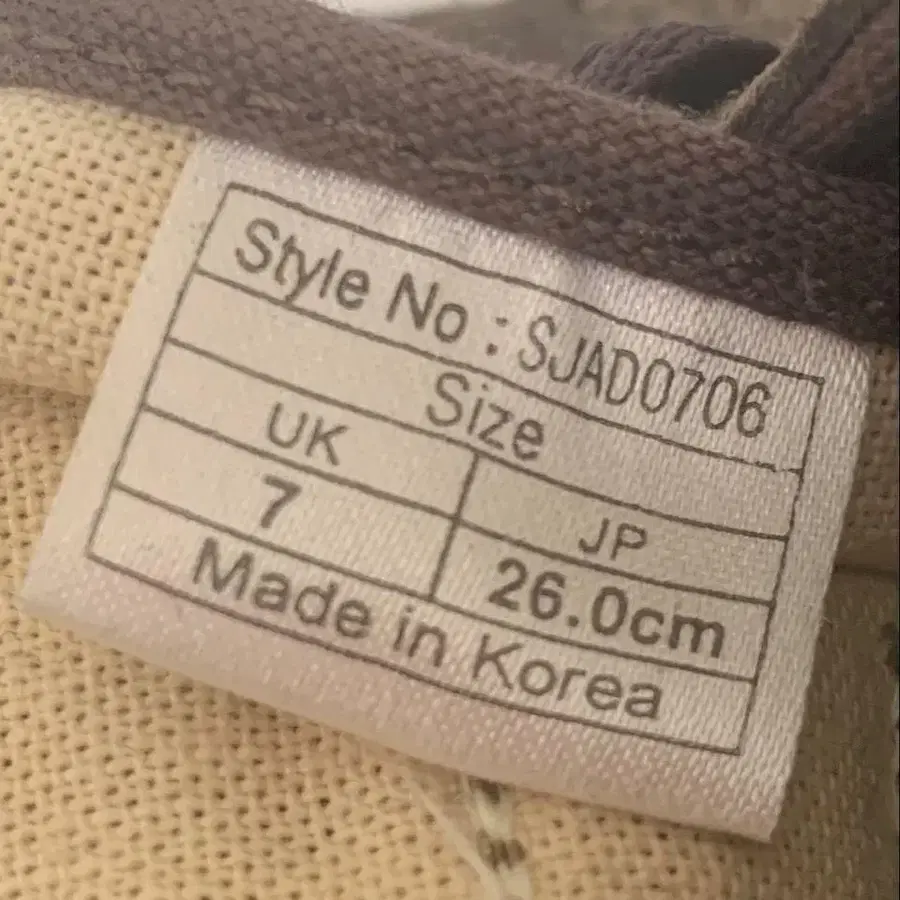 Style No : SJAD0706
Size
UK JP
7 26.0cm
Made in Korea